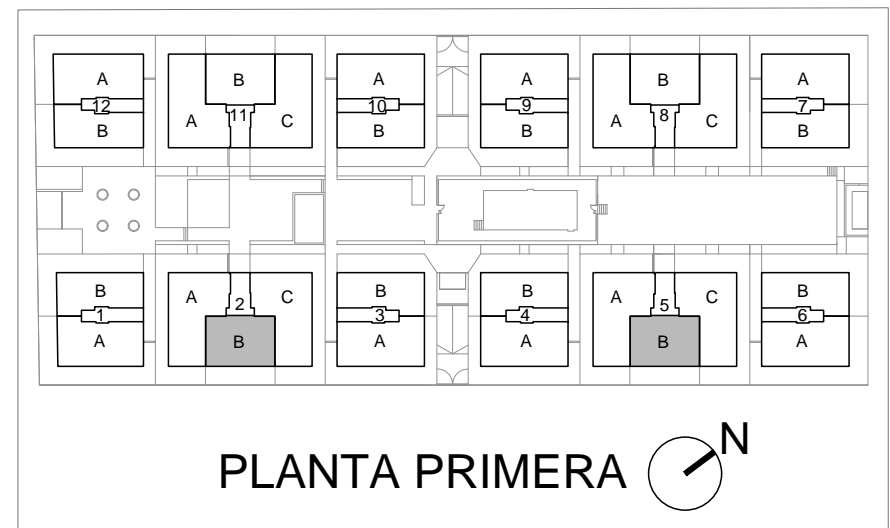 A B A A B A
12 11 10 9 8 7
B A C B B A C B
B A C B B A C B
1 2 3 4 5 6
A B A A B A
PLANTA PRIMERA N